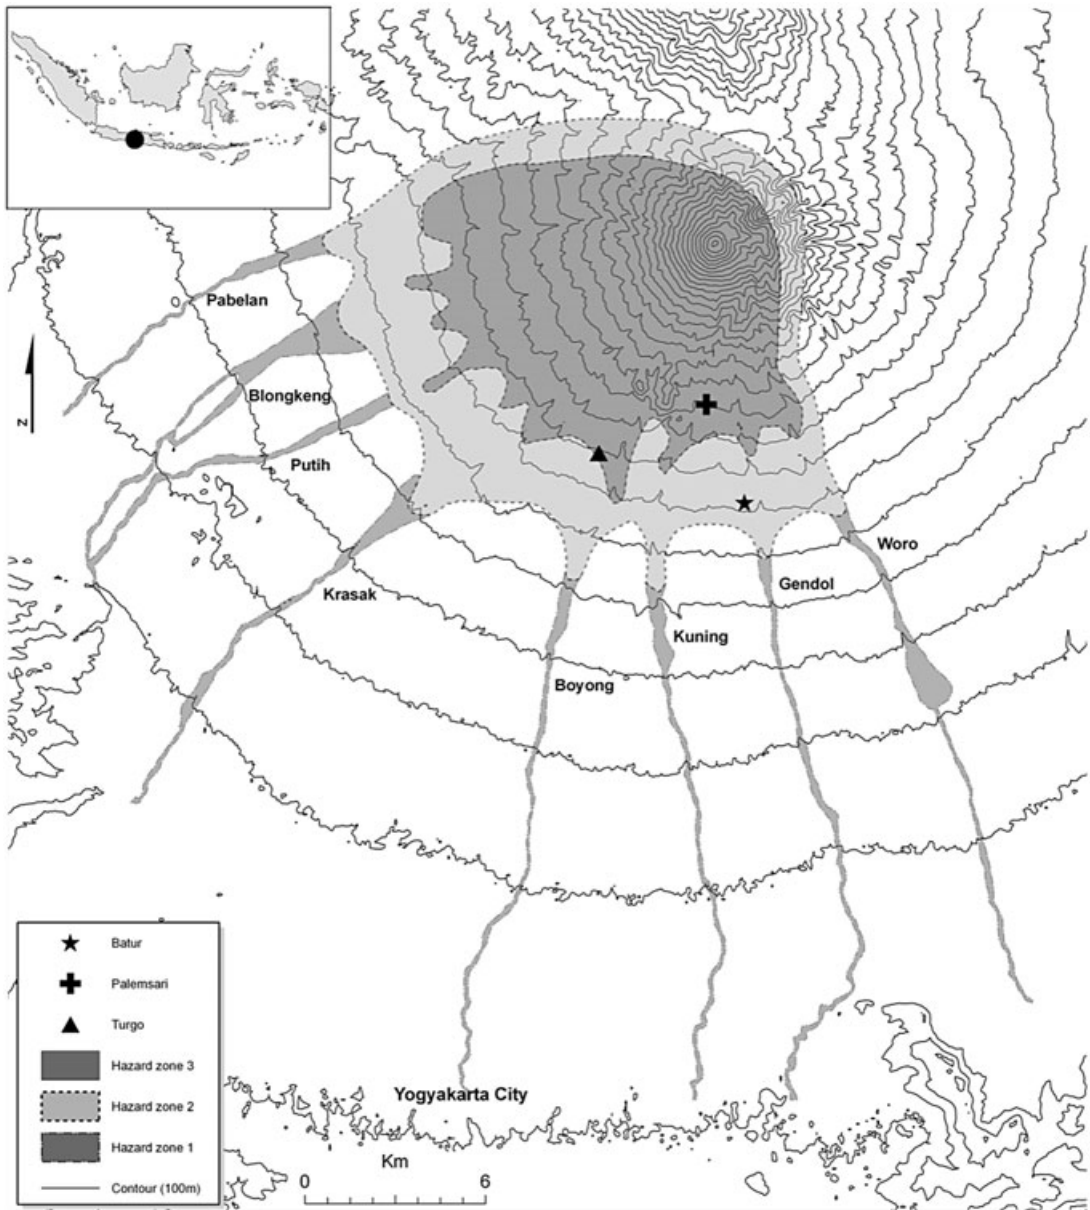 Pabelan
Blongkeng
Putih
Krasak
Woro
Gendol
Kuning
Boyong
N
Batur
Palemsari
Turgo
Hazard zone 3
Hazard zone 2
Hazard zone 1
Contour (100m)
Yogyakarta City
Km
0 6